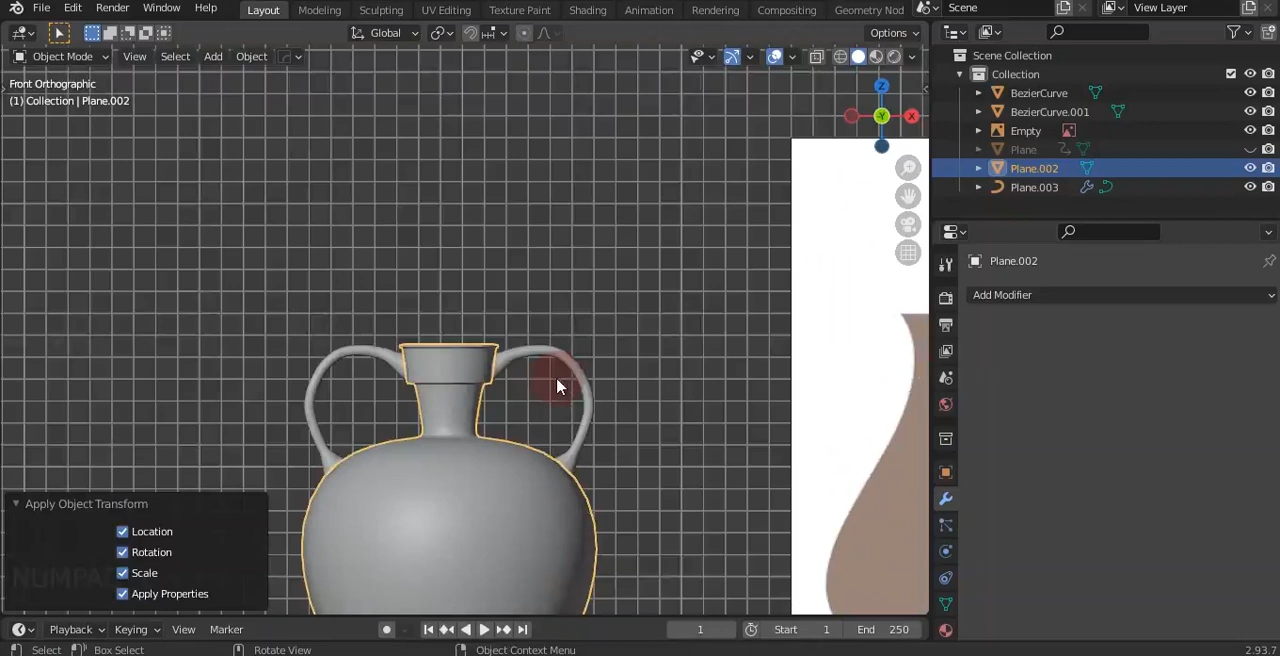 File Edit Render Window Help Layout Modeling Sculpting UV Editing Texture Paint Shading Animation Rendering Compositing Geometry Nod Scene View Layer
Global Options
Object Mode View Select Add Object
Front Orthographic
(1) Collection | Plane.002
Z
X
-Y
Scene Collection
Collection
BezierCurve
BezierCurve.001
Empty
Plane
Plane.002
Plane.003
Plane.002
Add Modifier
Apply Object Transform
Location
Rotation
Scale
Apply Properties
NUMPA
Playback Keying View Marker 1 Start 1 End 250
Select Box Select Rotate View Object Context Menu 2.93.7